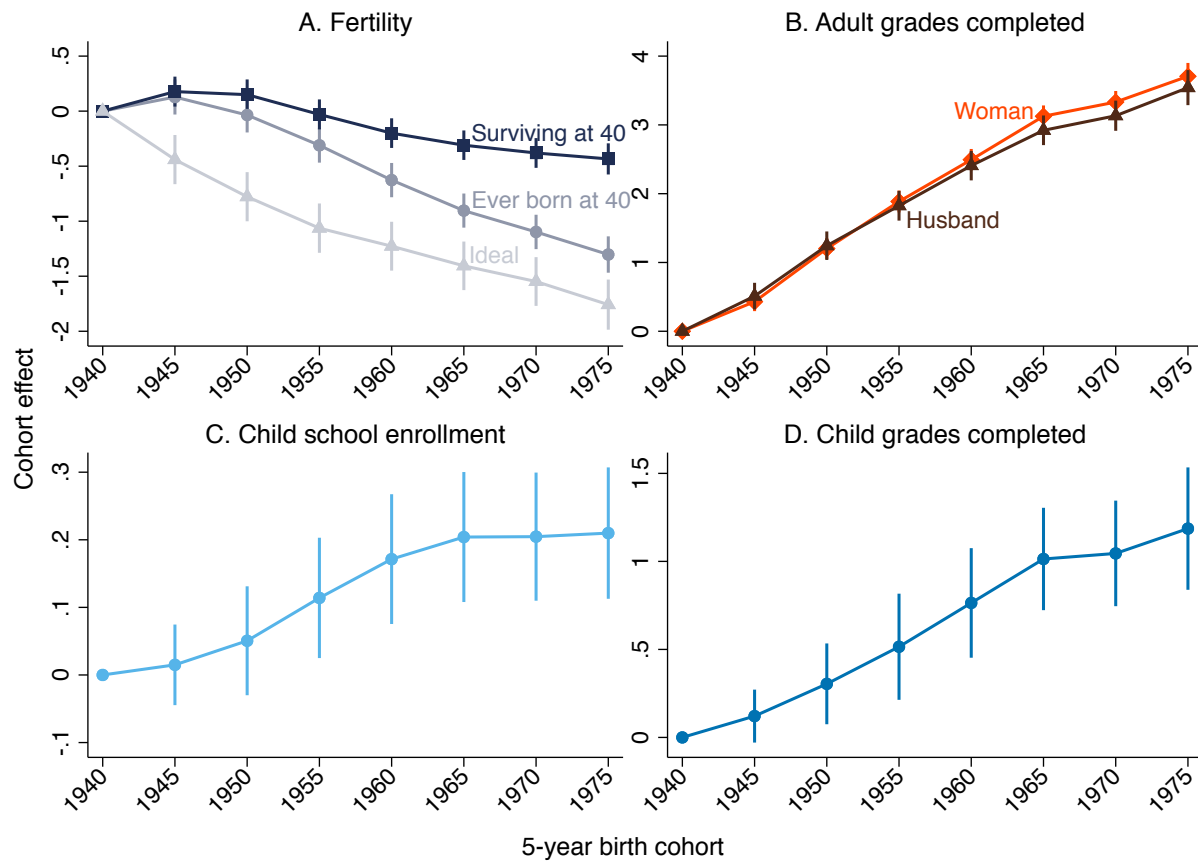 A. Fertility
B. Adult grades completed
.5
0
-.5
-1
-1.5
-2
Surviving at 40
Ever born at 40
Ideal
1940 1945 1950 1955 1960 1965 1970 1975
4
3
2
1
0
Woman
Husband
1940 1945 1950 1955 1960 1965 1970 1975
Cohort effect
C. Child school enrollment
D. Child grades completed
.3
.2
.1
0
-.1
1940 1945 1950 1955 1960 1965 1970 1975
1.5
1
.5
0
1940 1945 1950 1955 1960 1965 1970 1975
5-year birth cohort